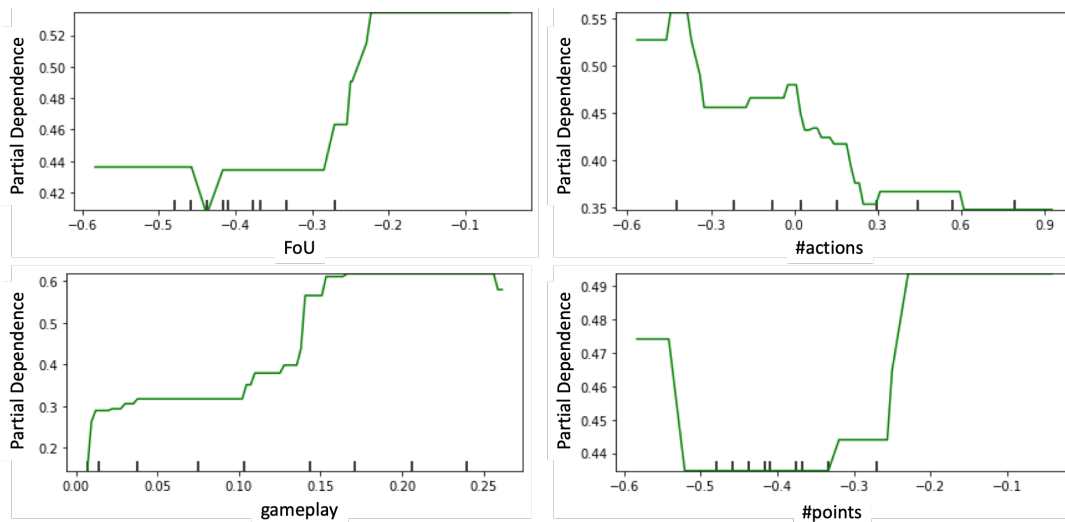 Partial Dependence
0.52
0.50
0.48
0.46
0.44
0.42
−0.6 −0.5 −0.4 −0.3 −0.2 −0.1
FoU
Partial Dependence
0.55
0.50
0.45
0.40
0.35
−0.6 −0.3 0.0 0.3 0.6 0.9
#actions
Partial Dependence
0.6
0.5
0.4
0.3
0.2
0.00 0.05 0.10 0.15 0.20 0.25
gameplay
Partial Dependence
0.49
0.48
0.47
0.46
0.45
0.44
−0.6 −0.5 −0.4 −0.3 −0.2 −0.1
#points